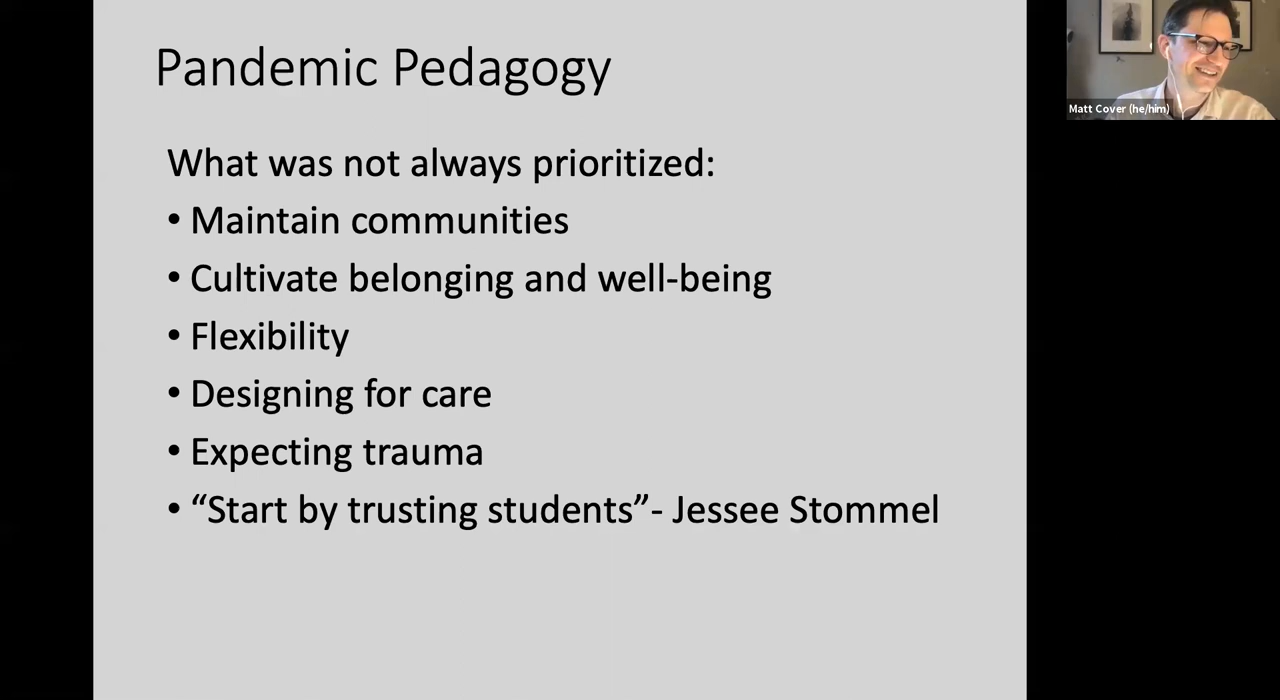 Pandemic Pedagogy
What was not always prioritized:
• Maintain communities
• Cultivate belonging and well-being
• Flexibility
• Designing for care
• Expecting trauma
• “Start by trusting students”- Jessee Stommel
Matt Cover (he/him)